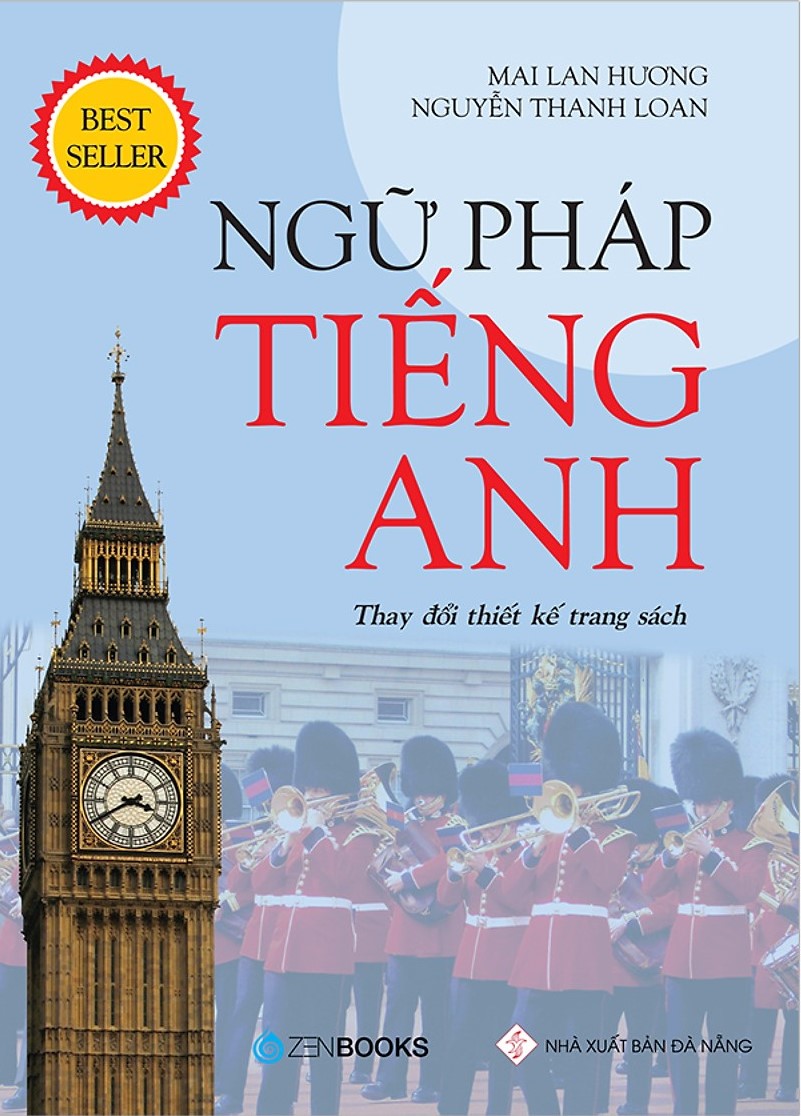 MAI LAN HƯƠNG
NGUYỄN THANH LOAN
BEST
SELLER
NGỮ PHÁP
TIẾNG
ANH
Thay đổi thiết kế trang sách
ZENBOOKS
NHÀ XUẤT BẢN ĐÀ NẴNG